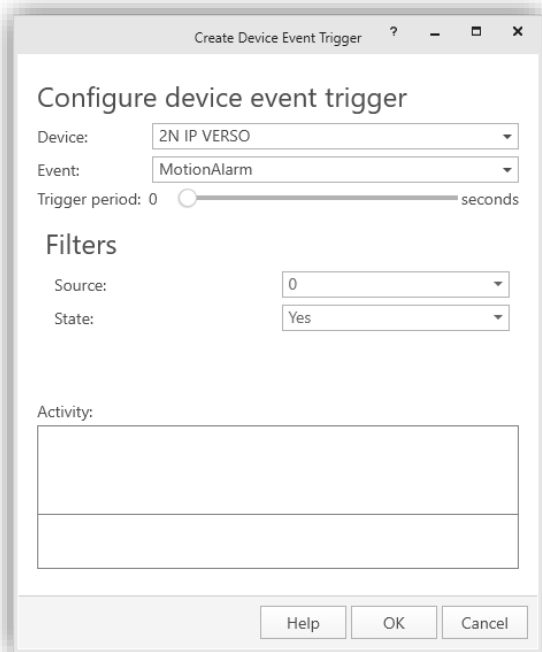 Create Device Event Trigger ?
Configure device event trigger
Device: 2N IP VERSO
Event: MotionAlarm
Trigger period: 0 seconds
Filters
Source: 0
State: Yes
Activity:
Help OK Cancel